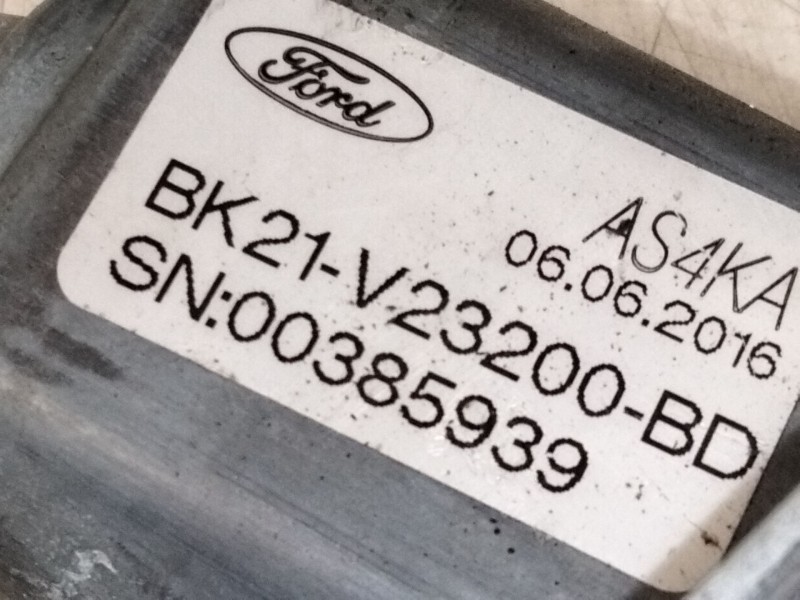 Ford
AS4KA
06.06.2016
BK21-V23200-BD
SN:00385939